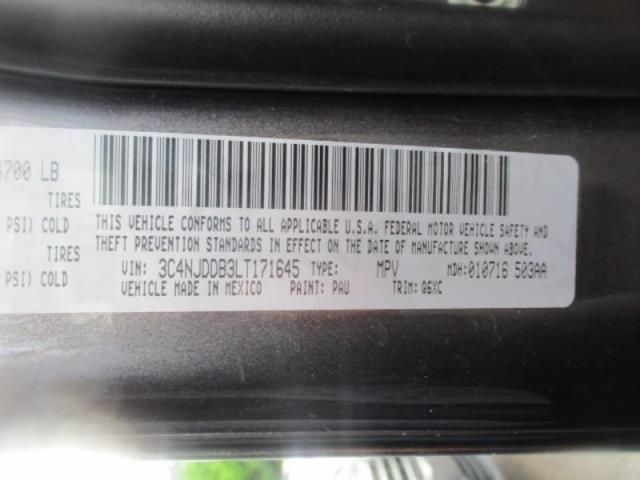 4700 LB
TIRES
PSI) COLD
TIRES
PSI) COLD
THIS VEHICLE CONFORMS TO ALL APPLICABLE U.S.A. FEDERAL MOTOR VEHICLE SAFETY AND
THEFT PREVENTION STANDARDS IN EFFECT ON THE DATE OF MANUFACTURE SHOWN ABOVE.
VIN: 3C4NJDDB3LT171645 TYPE: MPV MDH:010716 503AA
VEHICLE MADE IN MEXICO PAINT: PAU TRIM: Q6XC